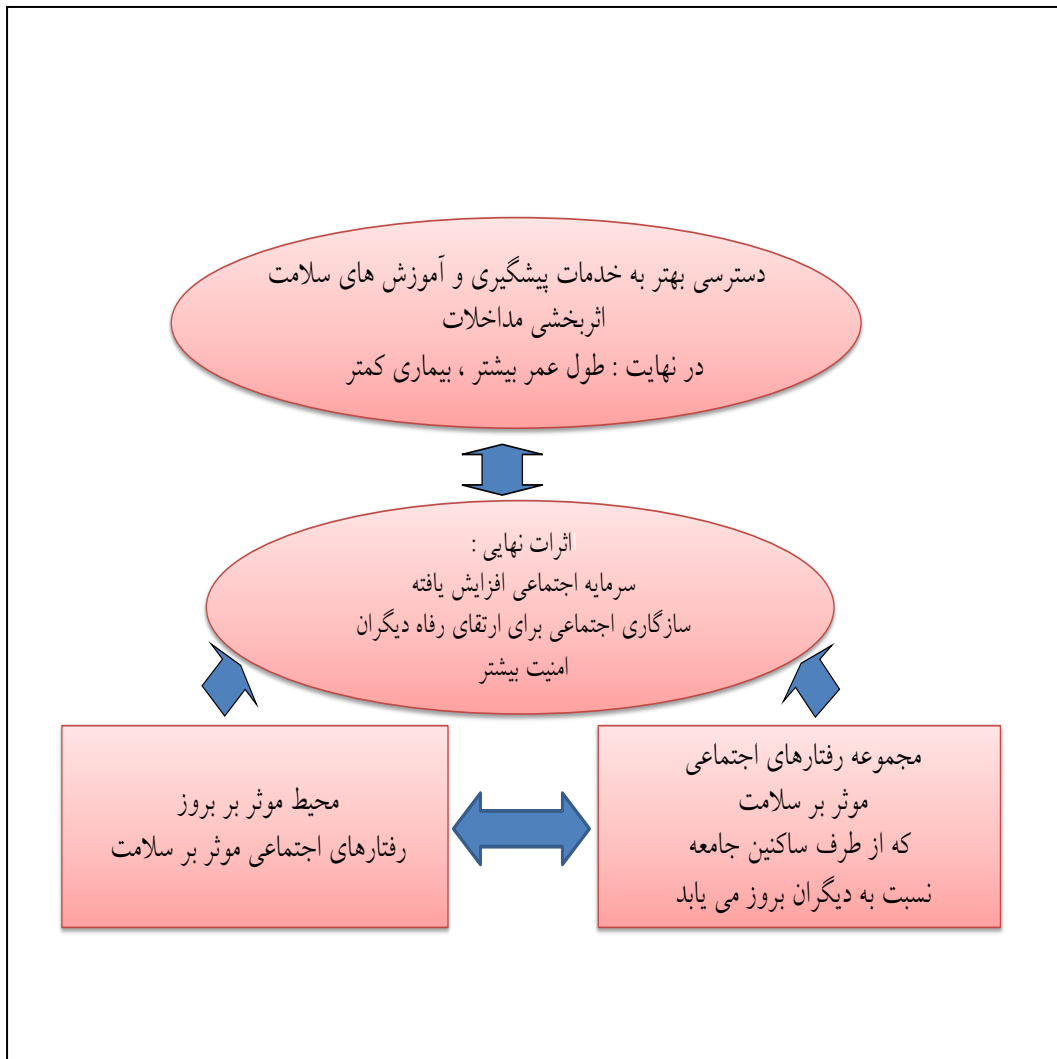 دسترسی بهتر به خدمات پیشگیری و آموزش های سلامت
اثربخشی مداخلات
در نهایت : طول عمر بیشتر ، بیماری کمتر
اثرات نهایی :
سرمایه اجتماعی افزایش یافته
سازگاری اجتماعی برای ارتقای رفاه دیگران
امنیت بیشتر
مجموعه رفتارهای اجتماعی
موثر بر سلامت
که از طرف ساکنین جامعه
نسبت به دیگران بروز می یابد
محیط موثر بر بروز
رفتارهای اجتماعی موثر بر سلامت